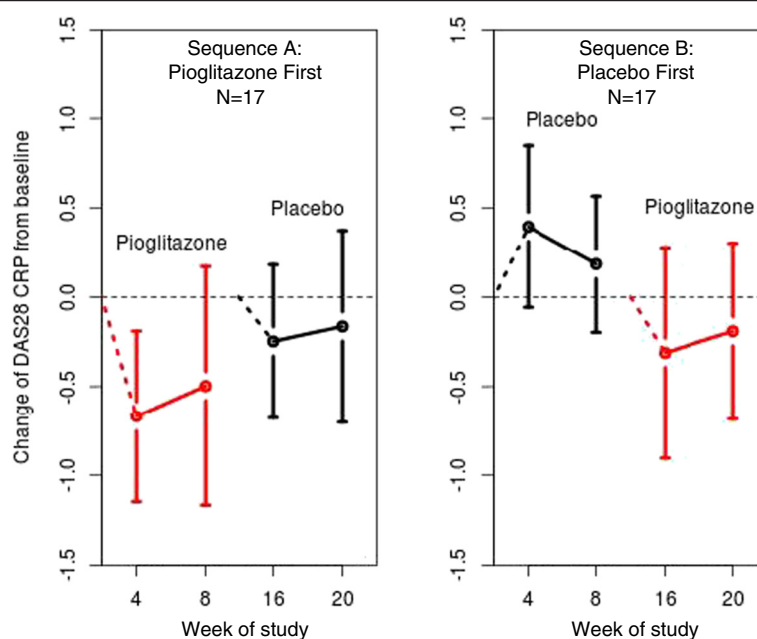 Change of DAS28 CRP from baseline
1.5
1.0
0.5
0.0
-0.5
-1.0
-1.5
Sequence A:
Pioglitazone First
N=17
Pioglitazone
Placebo
4 8 16 20
Week of study
1.5
1.0
0.5
0.0
-0.5
-1.0
-1.5
Sequence B:
Placebo First
N=17
Placebo
Pioglitazone
4 8 16 20
Week of study